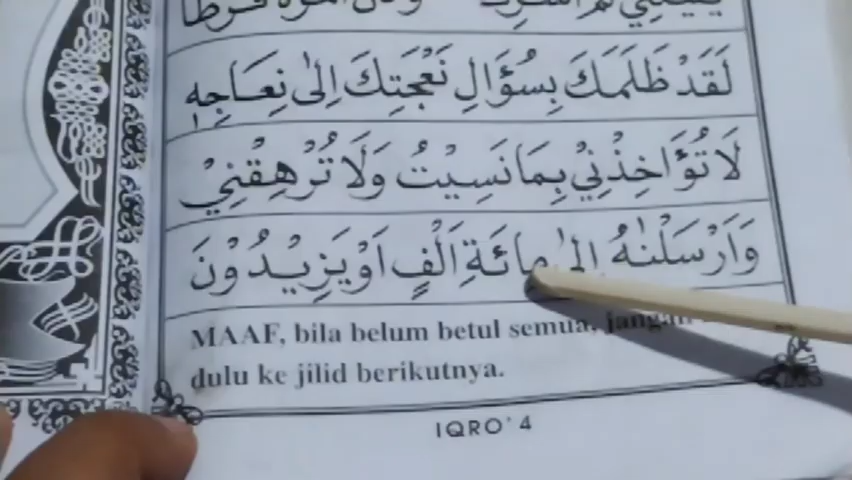 لَقَدْ ظَلَمَكَ بِسُؤَالِ نَعْجَتِكَ اِلٰى نِعَاجِهٖ
لَا تُؤَاخِذْنِيْ بِمَا نَسِيْتُ وَلَا تُرْهِقْنِيْ
وَاَرْسَلْنٰهُ اِلٰى مِائَةِ اَلْفٍ اَوْ يَزِيْدُوْنَ
MAAF, bila belum betul semua, jangan
dulu ke jilid berikutnya.
IQRO' 4